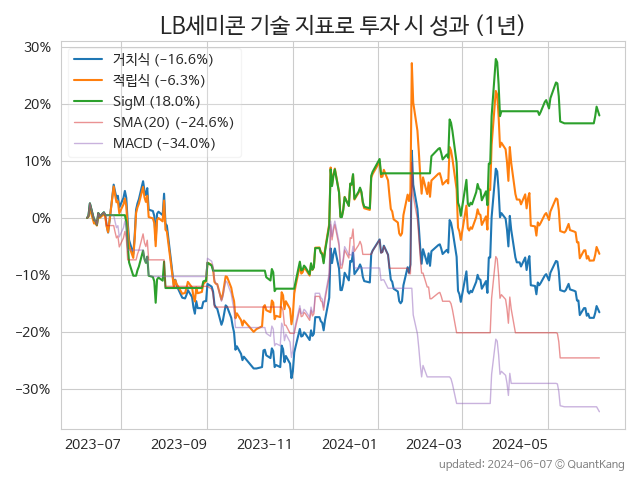 LB세미콘 기술 지표로 투자 시 성과 (1년)
30%
20%
10%
0%
−10%
−20%
−30%
거치식 (−16.6%)
적립식 (−6.3%)
SigM (18.0%)
SMA(20) (−24.6%)
MACD (−34.0%)
2023-07
2023-09
2023-11
2024-01
2024-03
2024-05
updated: 2024-06-07 © QuantKang